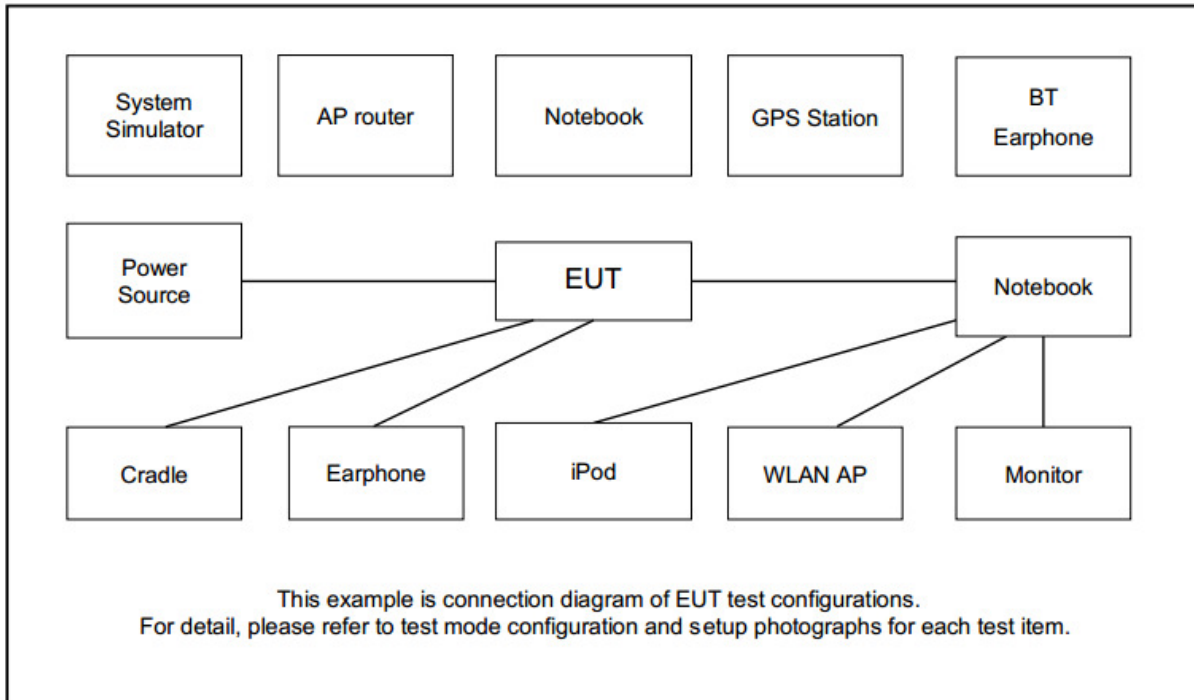 System
Simulator
AP router
Notebook
GPS Station
BT
Earphone
Power
Source
EUT
Notebook
Cradle
Earphone
iPod
WLAN AP
Monitor
This example is connection diagram of EUT test configurations.
For detail, please refer to test mode configuration and setup photographs for each test item.